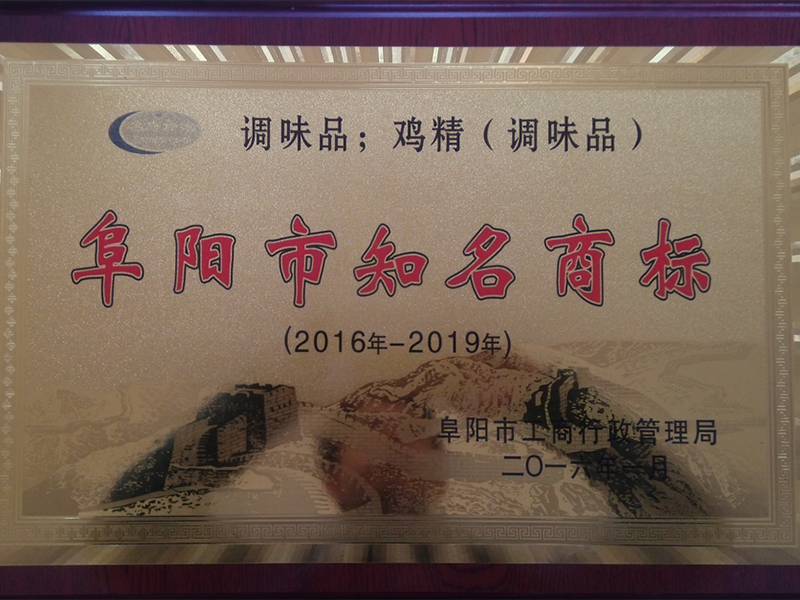 调味品；鸡精（调味品）
阜阳市知名商标
(2016年-2019年)
阜阳市工商行政管理局
二〇一六年一月